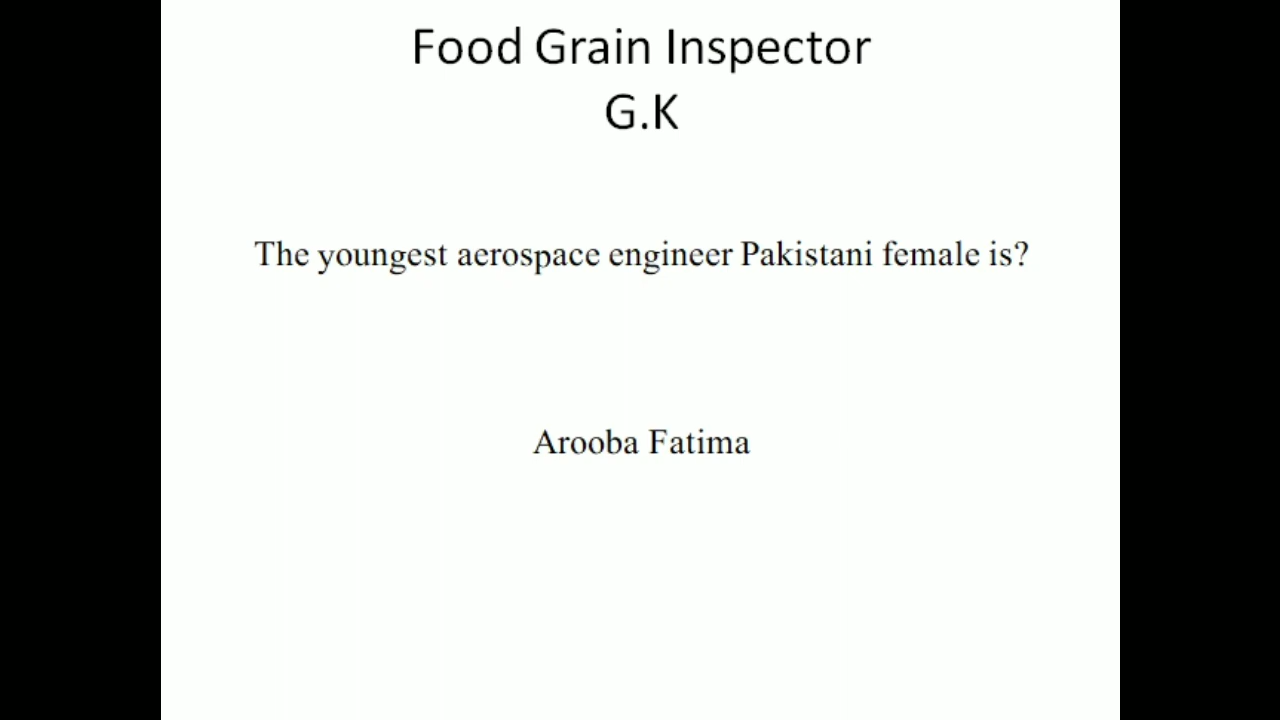 Food Grain Inspector
G.K
The youngest aerospace engineer Pakistani female is?
Arooba Fatima